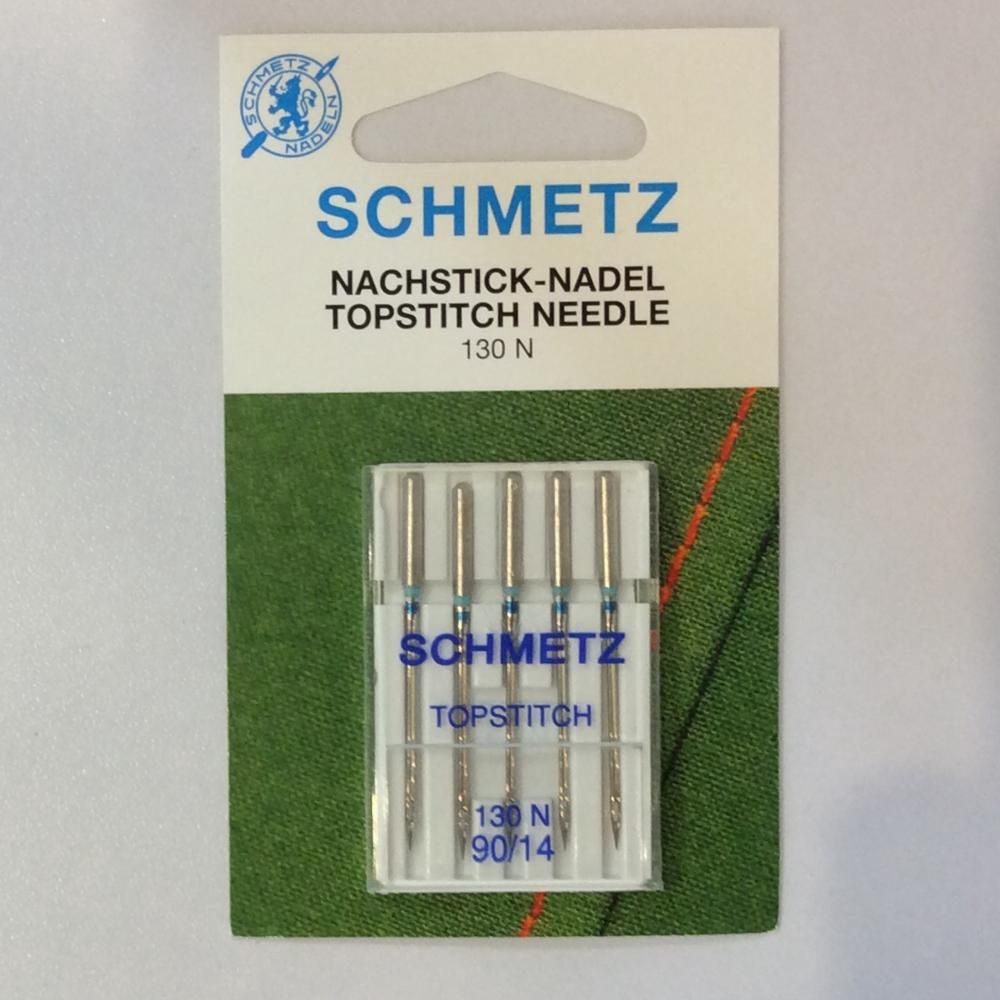 SCHMETZ
NADELN
SCHMETZ
NACHSTICK-NADEL
TOPSTITCH NEEDLE
130 N
SCHMETZ
TOPSTITCH
130 N
90/14